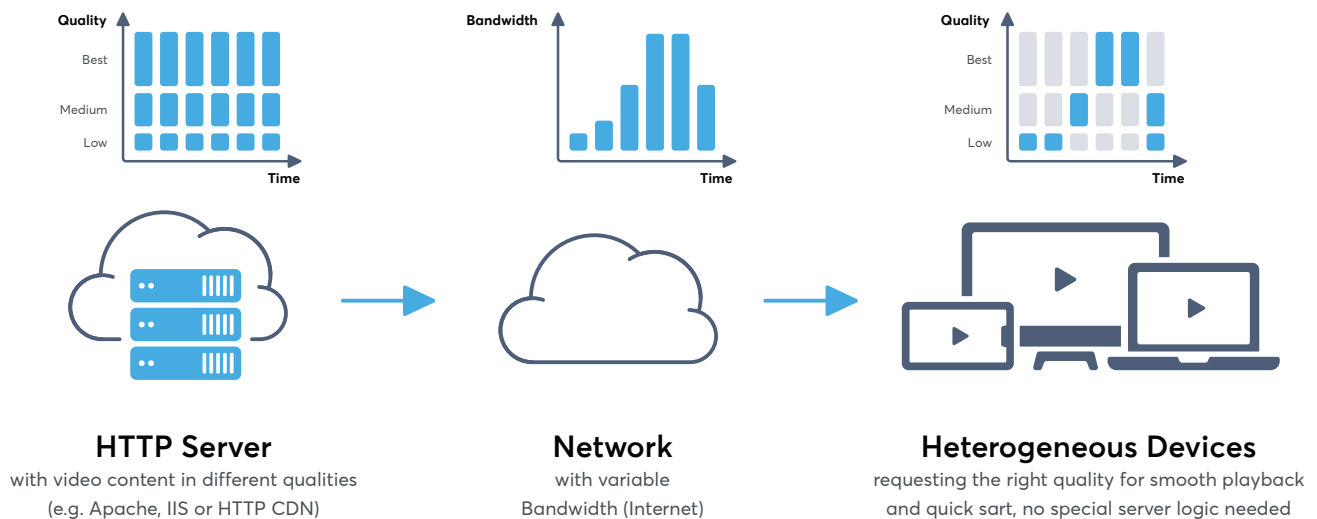 Quality
Best
Medium
Low
Time
Bandwidth
Time
Quality
Best
Medium
Low
Time
HTTP Server
with video content in different qualities
(e.g. Apache, IIS or HTTP CDN)
Network
with variable
Bandwidth (Internet)
Heterogeneous Devices
requesting the right quality for smooth playback
and quick sart, no special server logic needed